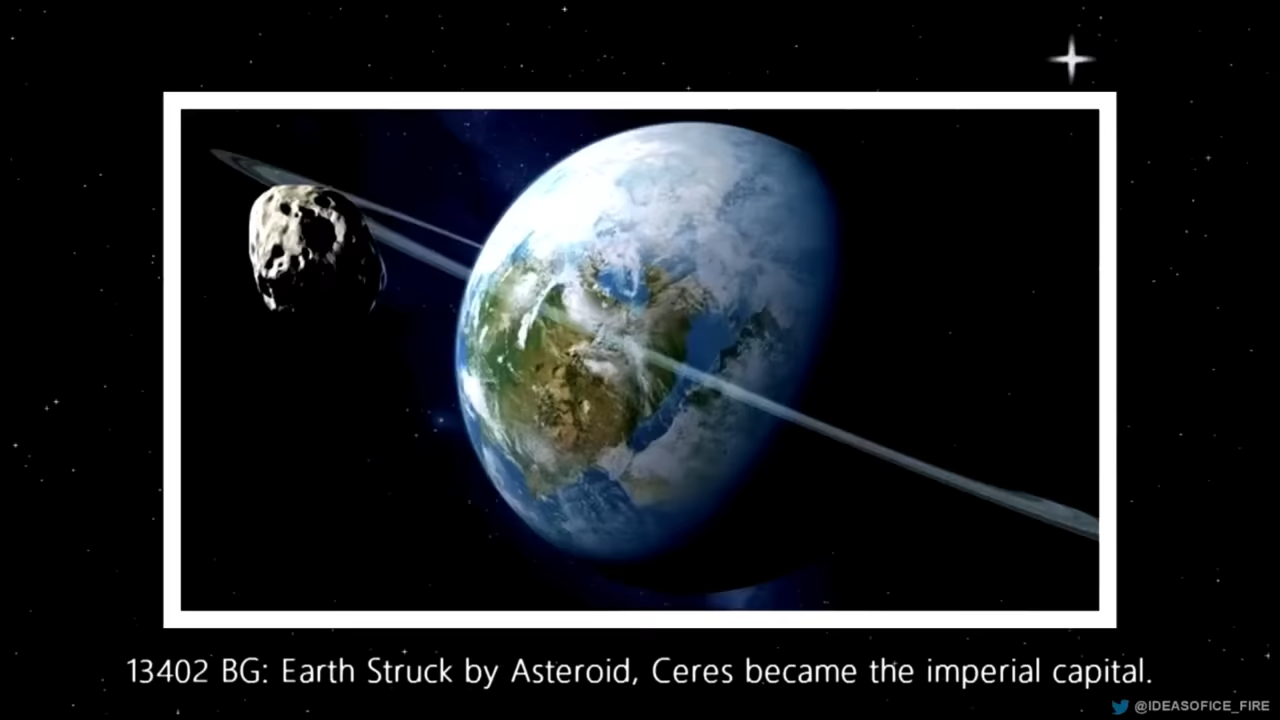 13402 BG: Earth Struck by Asteroid, Ceres became the imperial capital.
@IDEASOFICE_FIRE